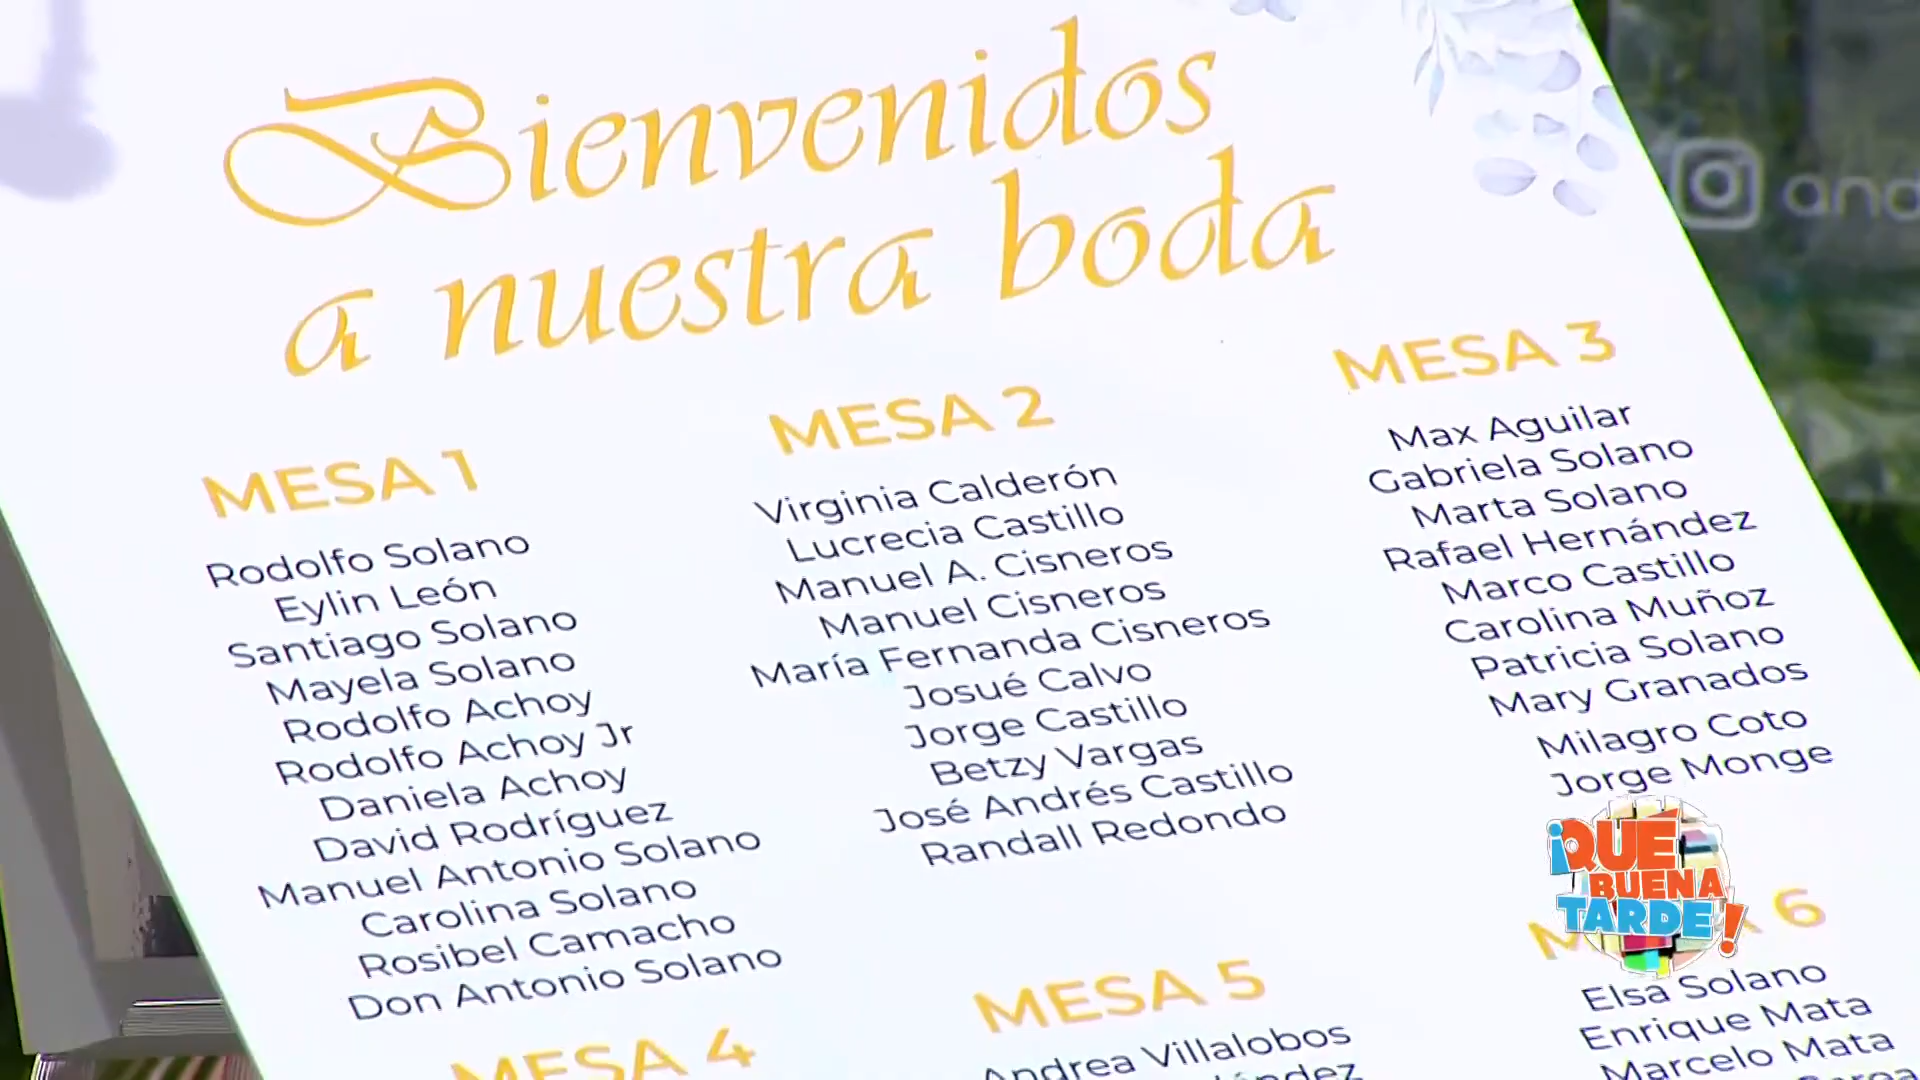 Bienvenidos
a nuestra boda
MESA 1
Rodolfo Solano
Eylin León
Santiago Solano
Mayela Solano
Rodolfo Achoy
Rodolfo Achoy Jr
Daniela Achoy
David Rodríguez
Manuel Antonio Solano
Carolina Solano
Rosibel Camacho
Don Antonio Solano
MESA 2
Virginia Calderón
Lucrecia Castillo
Manuel A. Cisneros
Manuel Cisneros
María Fernanda Cisneros
Josué Calvo
Jorge Castillo
Betzy Vargas
José Andrés Castillo
Randall Redondo
MESA 3
Max Aguilar
Gabriela Solano
Marta Solano
Rafael Hernández
Marco Castillo
Carolina Muñoz
Patricia Solano
Mary Granados
Milagro Coto
Jorge Monge
MESA 4
MESA 5
Andrea Villalobos
6
Elsa Solano
Enrique Mata
Marcelo Mata
¡QUE
BUENA
TARDE!
and